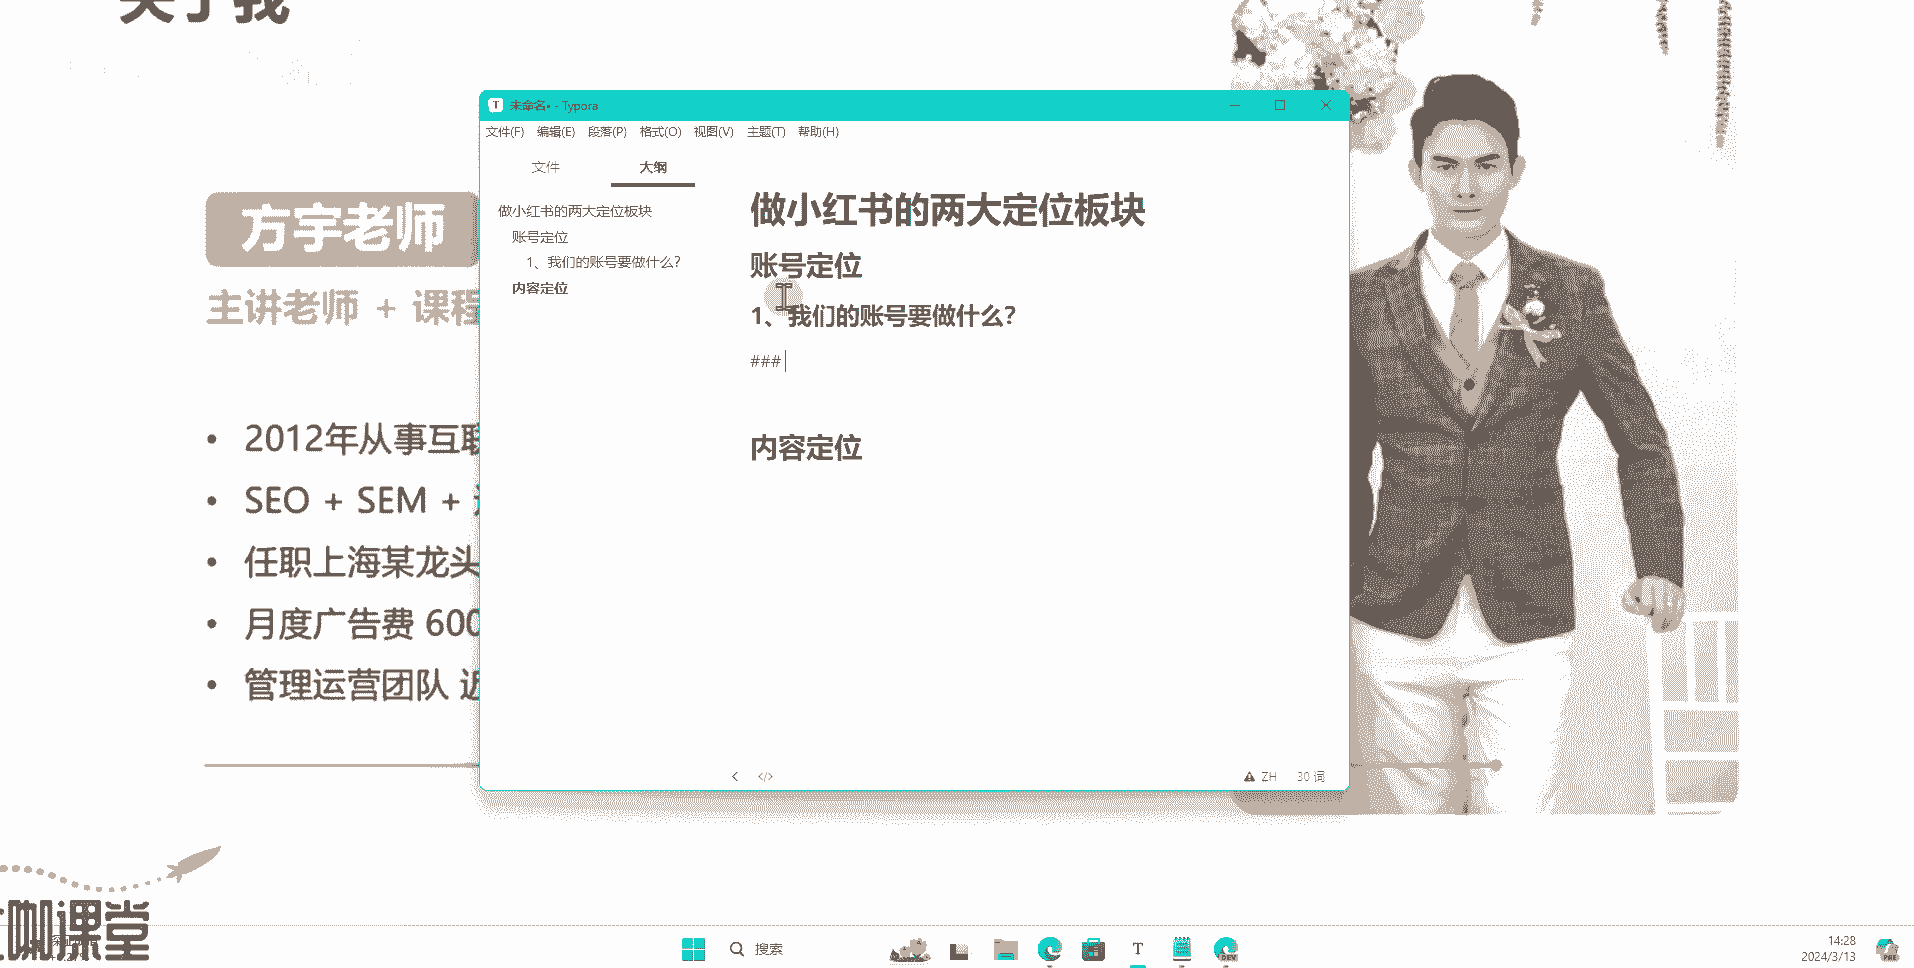 关于我
方宇老师
主讲老师 + 课程
• 2012年从事互联
• SEO + SEM +
• 任职上海某龙头
• 月度广告费 600
• 管理运营团队 近
未命名• - Typora
文件(F) 编辑(E) 段落(P) 格式(O) 视图(V) 主题(T) 帮助(H)
文件 大纲
做小红书的两大定位板块
账号定位
1、我们的账号要做什么？
内容定位
做小红书的两大定位板块
账号定位
1、我们的账号要做什么？
###
内容定位
ZH 30 词
课堂
搜索
T
DEV
14:28
2024/3/13
PRE